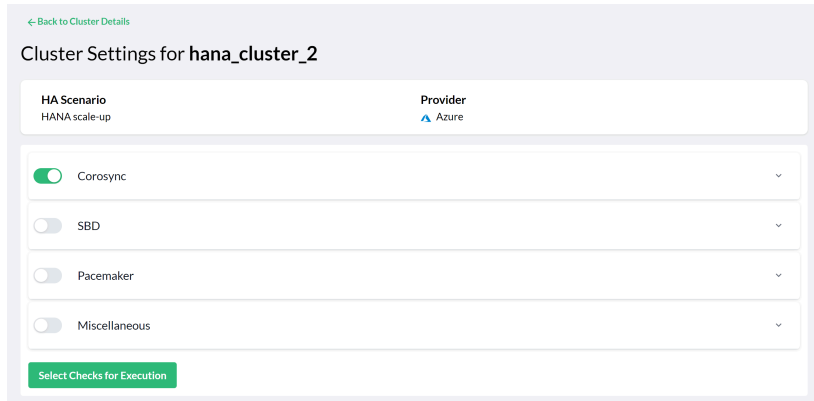 Back to Cluster Details
Cluster Settings for hana_cluster_2
HA Scenario
HANA scale-up
Provider
Azure
Corosync
SBD
Pacemaker
Miscellaneous
Select Checks for Execution